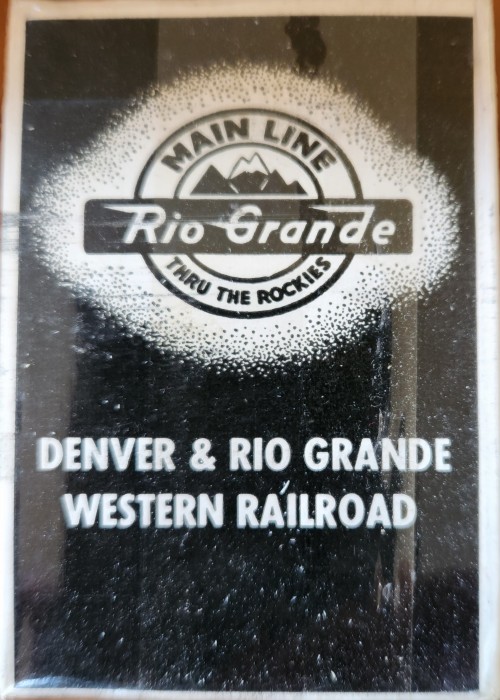 MAIN LINE
Rio Grande
THRU THE ROCKIES
DENVER & RIO GRANDE
WESTERN RAILROAD